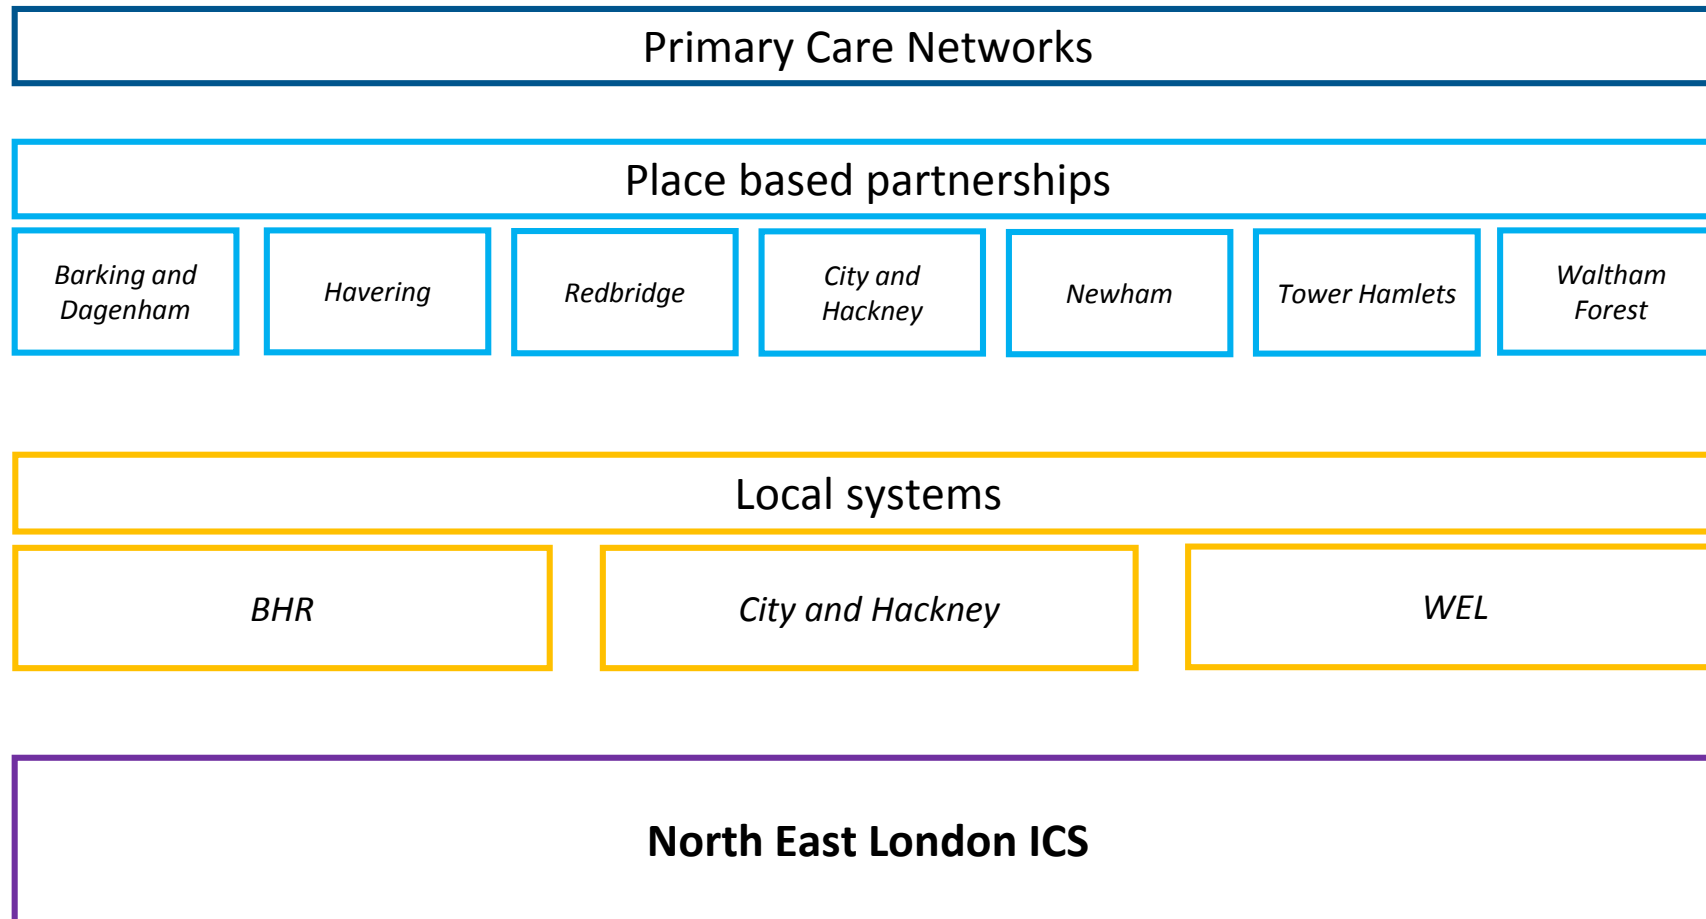 Primary Care Networks
Place based partnerships
Barking and
Dagenham
Havering
Redbridge
City and
Hackney
Newham
Tower Hamlets
Waltham
Forest
Local systems
BHR
City and Hackney
WEL
North East London ICS